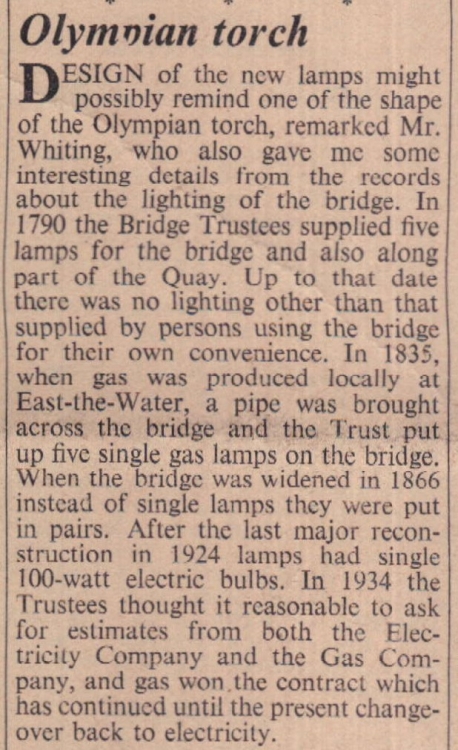 * * *
Olympian torch
DESIGN of the new lamps might
possibly remind one of the shape
of the Olympian torch, remarked Mr.
Whiting, who also gave me some
interesting details from the records
about the lighting of the bridge. In
1790 the Bridge Trustees supplied five
lamps for the bridge and also along
part of the Quay. Up to that date
there was no lighting other than that
supplied by persons using the bridge
for their own convenience. In 1835,
when gas was produced locally at
East-the-Water, a pipe was brought
across the bridge and the Trust put
up five single gas lamps on the bridge.
When the bridge was widened in 1866
instead of single lamps they were put
in pairs. After the last major recon-
struction in 1924 lamps had single
100-watt electric bulbs. In 1934 the
Trustees thought it reasonable to ask
for estimates from both the Elec-
tricity Company and the Gas Com-
pany, and gas won the contract which
has continued until the present change-
over back to electricity.